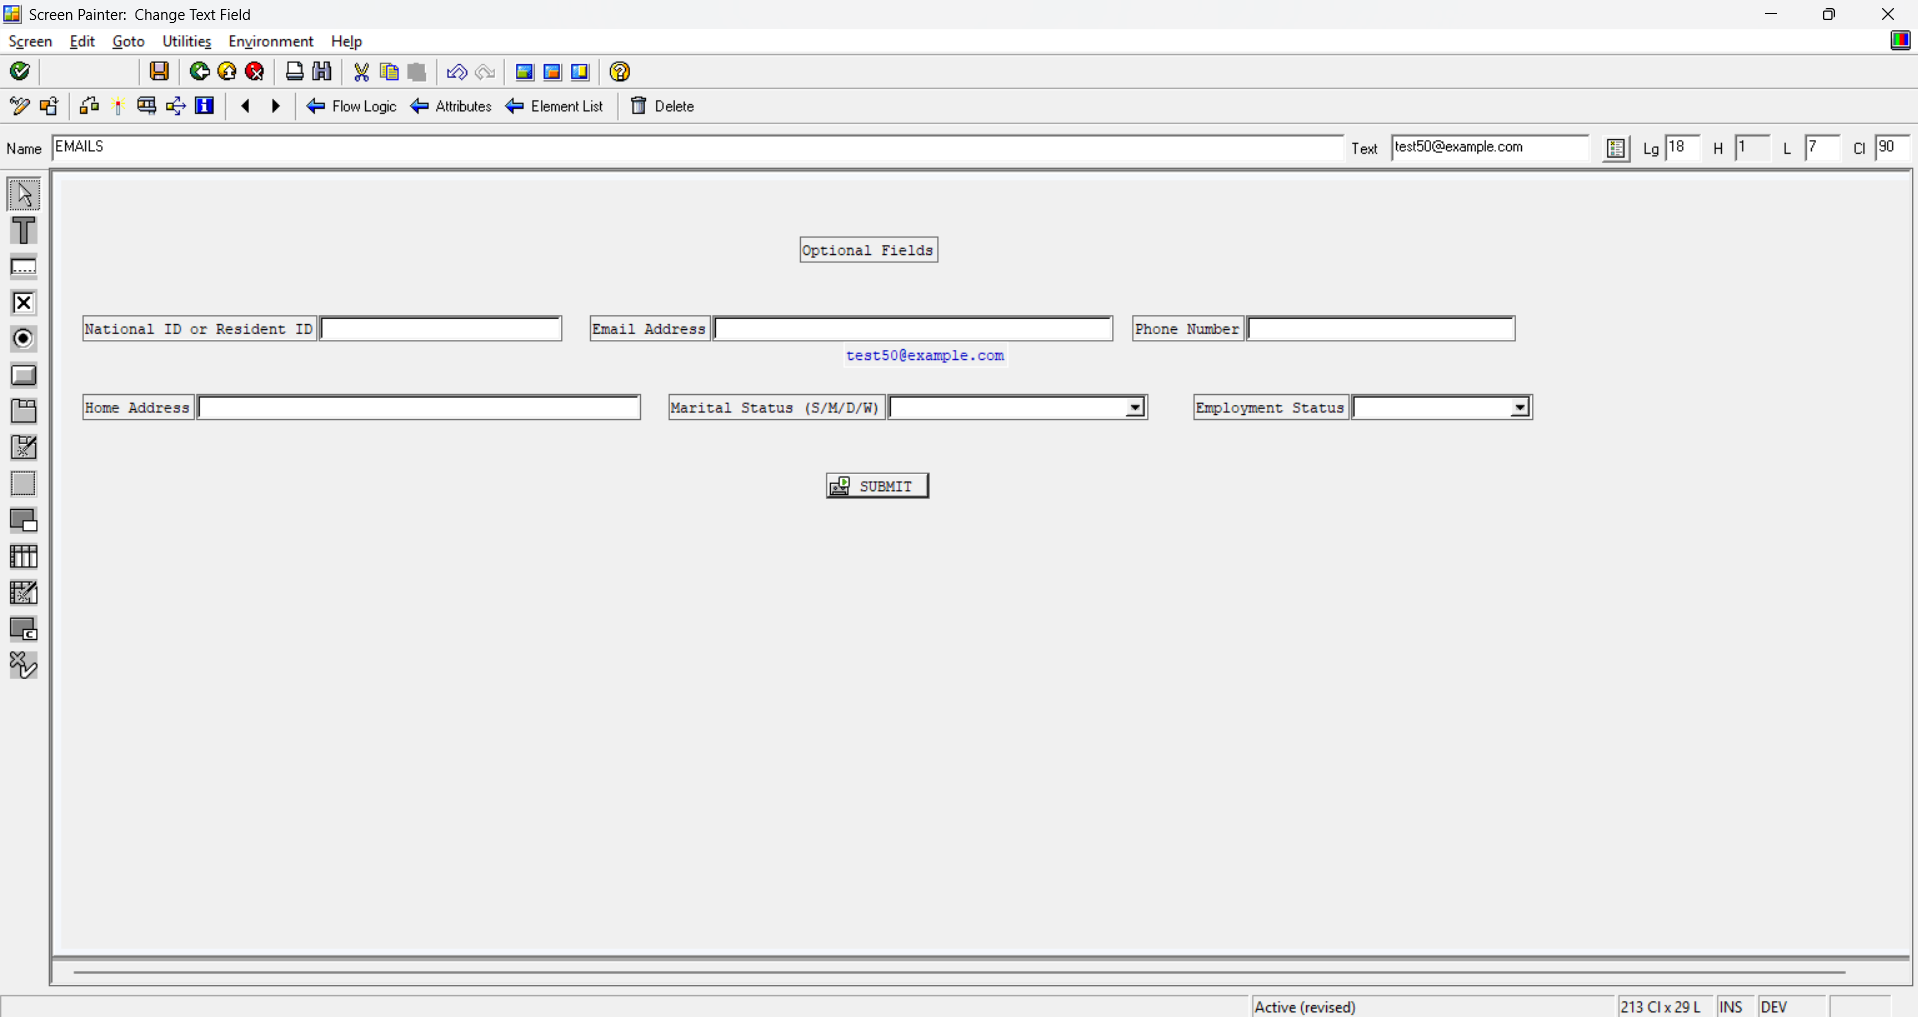 Screen Painter: Change Text Field
Screen Edit Goto Utilities Environment Help
Flow Logic Attributes Element List Delete
Name EMAILS Text test50@example.com Lg 18 H 1 L 7 Cl 90
Optional Fields
National ID or Resident ID Email Address Phone Number
test50@example.com
Home Address Marital Status (S/M/D/W) Employment Status
SUBMIT
Active (revised) 213 Cl x 29 L INS DEV